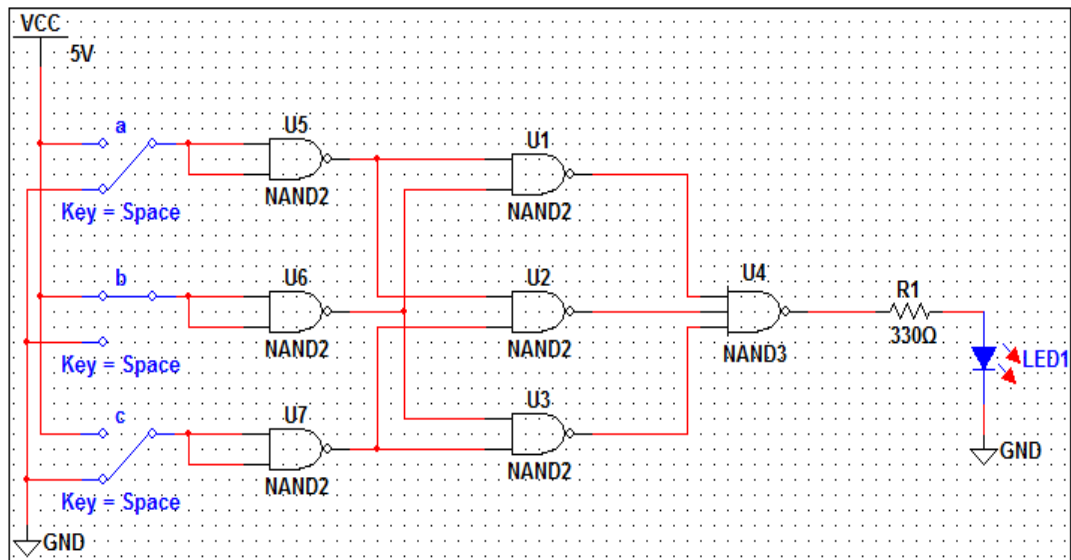 VCC
5V
a
U5
NAND2
Key = Space
U1
NAND2
b
U6
NAND2
Key = Space
U2
NAND2
U4
NAND3
R1
330Ω
LED1
c
U7
NAND2
Key = Space
U3
NAND2
GND
GND